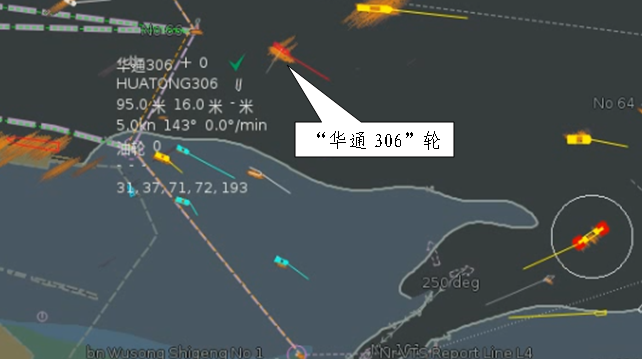 No 63
华通306 + 0
HUATONG306
95.0 米 16.0 米 - 米
5.0kn 143° 0.0°/min
油轮 0
- -
31, 37, 71, 72, 193
“华通 306”轮
No 64
250 deg
bn Wusong Shigeng No 1
Nr VTS Report Line L4